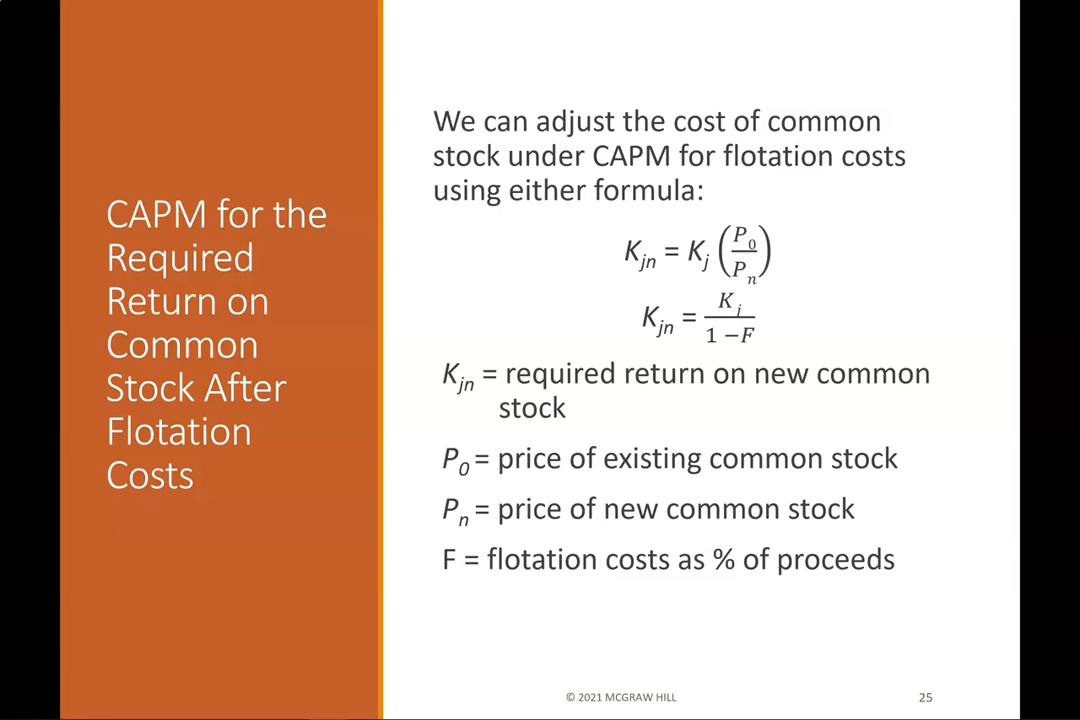 CAPM for the
Required
Return on
Common
Stock After
Flotation
Costs
We can adjust the cost of common
stock under CAPM for flotation costs
using either formula:
K_jn = K_j (P_0 / P_n)
K_jn = K_j / (1 − F)
K_jn = required return on new common
stock
P_0 = price of existing common stock
P_n = price of new common stock
F = flotation costs as % of proceeds
© 2021 MCGRAW HILL
25